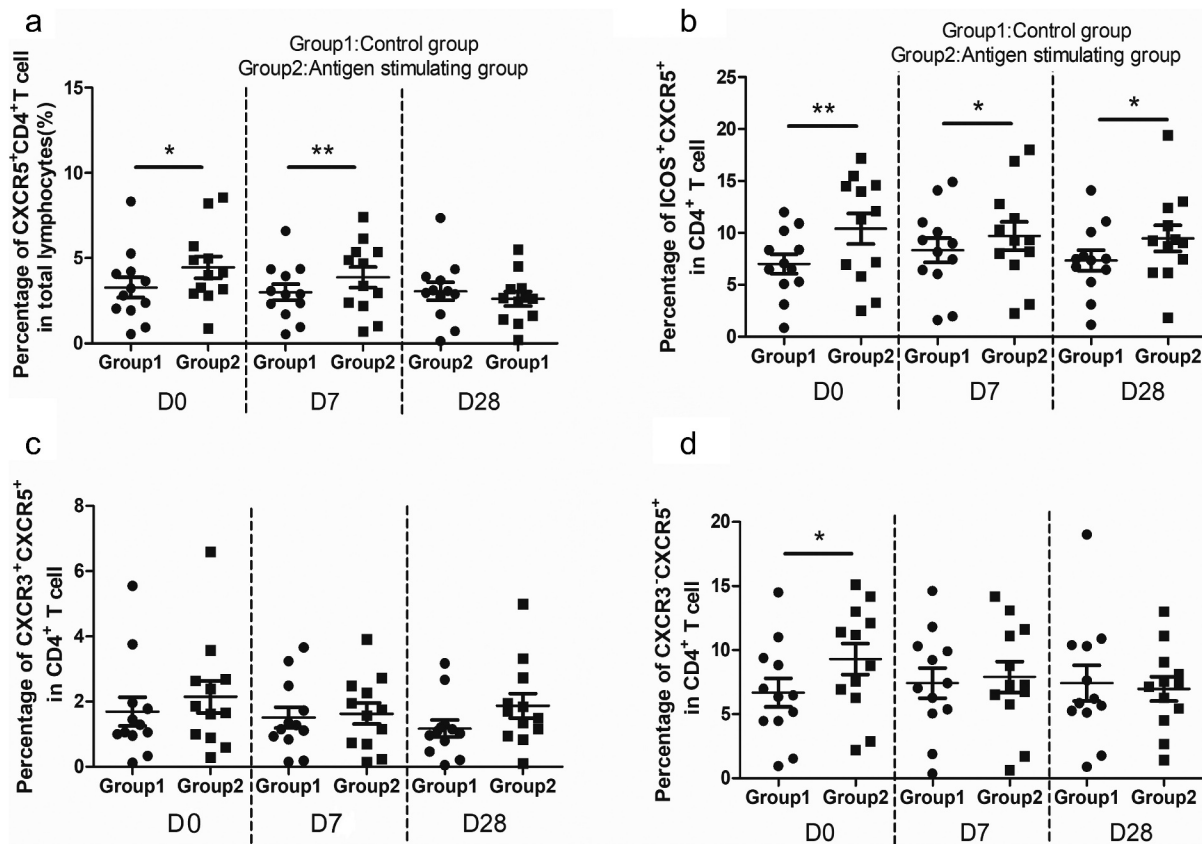 a
Group1:Control group
Group2:Antigen stimulating group
Percentage of CXCR5⁺CD4⁺T cell
in total lymphocytes(%)
15
10
5
0
*
**
Group1 Group2 Group1 Group2 Group2 Group1
D0 D7 D28
b
Group1:Control group
Group2:Antigen stimulating group
Percentage of ICOS⁺CXCR5⁺
in CD4⁺ T cell
25
20
15
10
5
0
**
*
*
Group1 Group2 Group1 Group2 Group1 Group2
D0 D7 D28
c
Percentage of CXCR3⁺CXCR5⁺
in CD4⁺ T cell
8
6
4
2
0
Group1 Group2 Group1 Group2 Group1 Group2
D0 D7 D28
d
Percentage of CXCR3⁻CXCR5⁺
in CD4⁺ T cell
20
15
10
5
0
*
Group1 Group2 Group1 Group2 Group1 Group2
D0 D7 D28